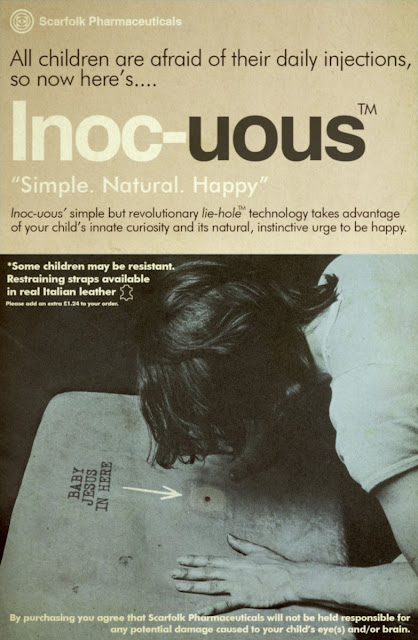 Scarfolk Pharmaceuticals
All children are afraid of their daily injections,
so now here's....
Inoc-uous™
"Simple. Natural. Happy"
Inoc-uous' simple but revolutionary lie-hole™ technology takes advantage
of your child's innate curiosity and its natural, instinctive urge to be happy.
*Some children may be resistant.
Restraining straps available
in real Italian leather
Please add an extra £1.24 to your order.
BABY
JESUS
IN HERE
By purchasing you agree that Scarfolk Pharmaceuticals will not be held responsible for
any potential damage caused to your child's eye(s) and/or brain.